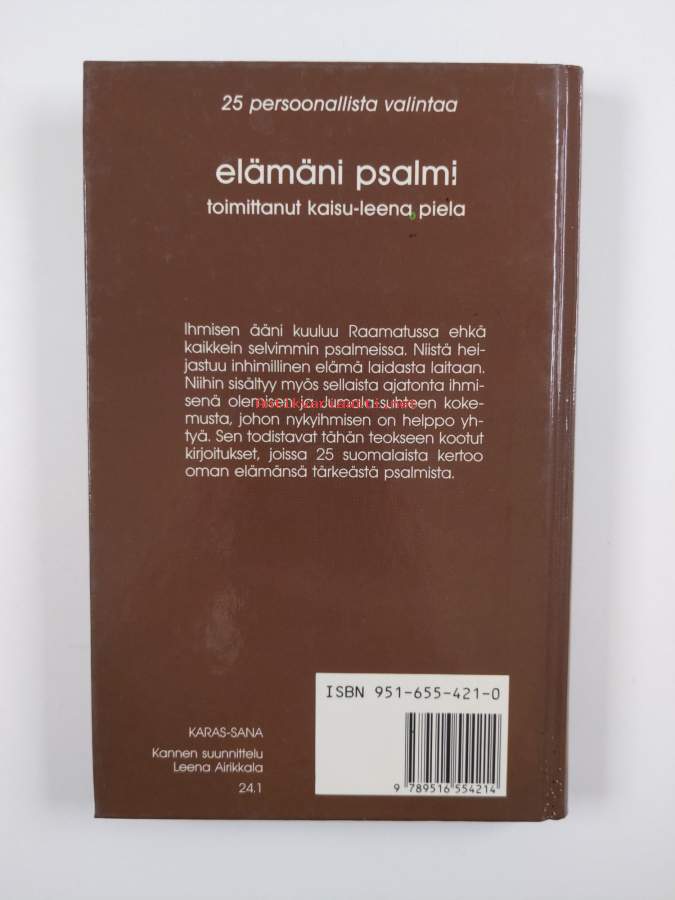 25 persoonallista valintaa
elämäni psalmi
toimittanut kaisu-leena piela
Ihmisen ääni kuuluu Raamatussa ehkä
kaikkein selvimmin psalmeissa. Niistä hei-
jastuu inhimillinen elämä laidasta laitaan.
Niihin sisältyy myös sellaista ajatonta ihmi-
senä olemisen ja Jumala-suhteen koke-
musta, johon nykyihmisen on helppo yh-
tyä. Sen todistavat tähän teokseen kootut
kirjoitukset, joissa 25 suomalaista kertoo
oman elämänsä tärkeästä psalmista.
ISBN 951-655-421-0
9 789516 554214
KARAS-SANA
Kannen suunnittelu
Leena Airikkala
24.1